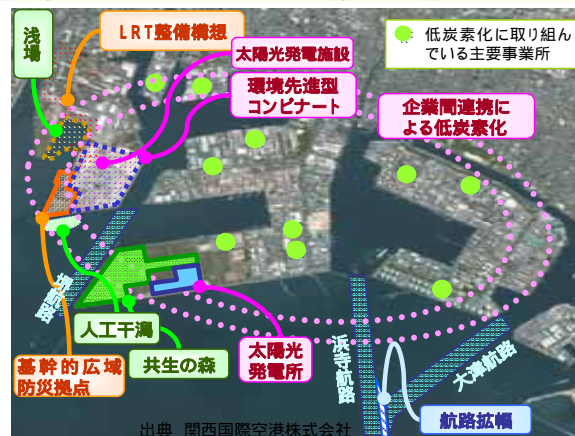 浅場
LRT整備構想
太陽光発電施設
環境先進型
コンビナート
低炭素化に取り組ん
でいる主要事業所
企業間連携に
よる低炭素化
堺航路
人工干潟
共生の森
基幹的広域
防災拠点
太陽光
発電所
浜寺航路
大津航路
航路拡幅
出典 関西国際空港株式会社